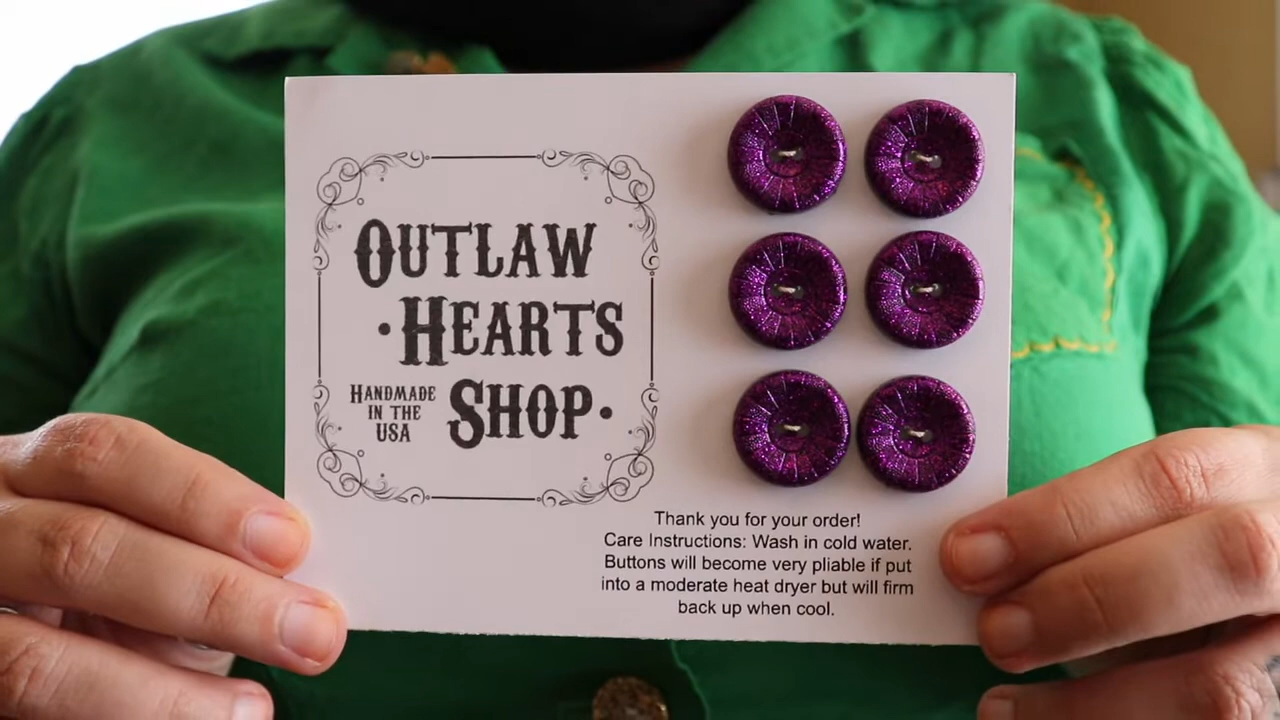 OUTLAW
·HEARTS
HANDMADE
IN THE
USA
SHOP·
Thank you for your order!
Care Instructions: Wash in cold water.
Buttons will become very pliable if put
into a moderate heat dryer but will firm
back up when cool.